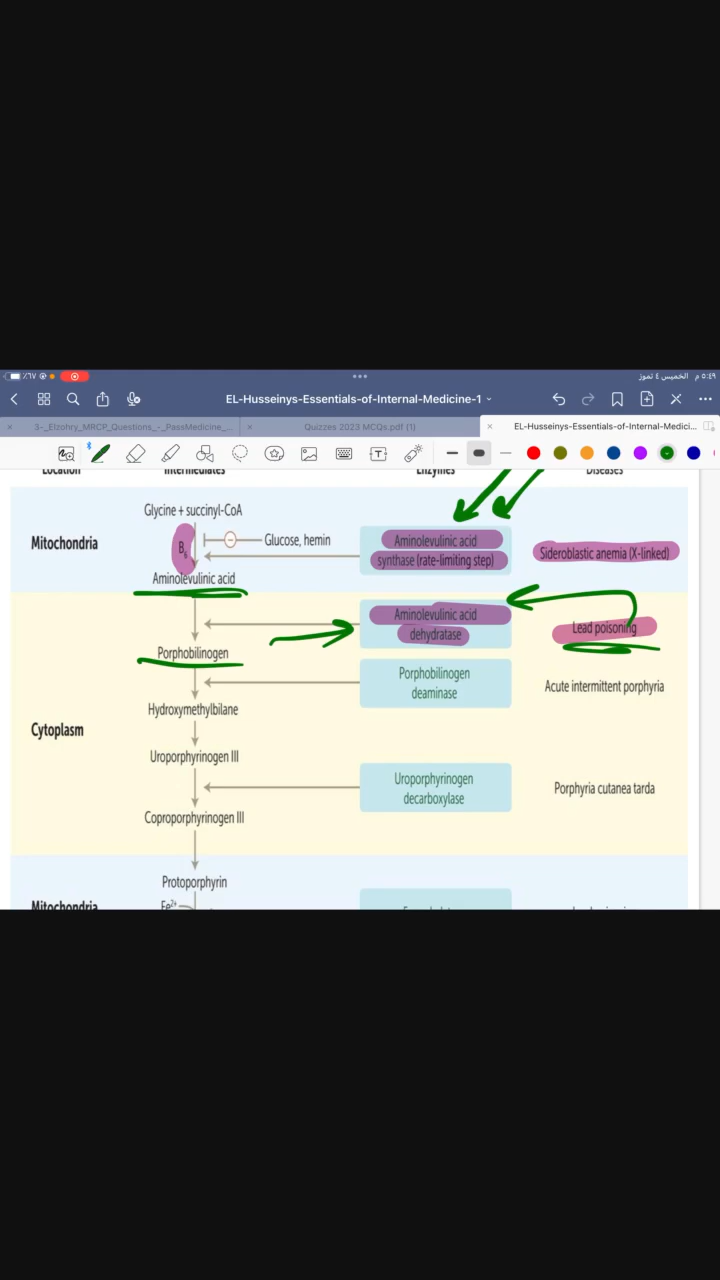 ٪٦٧
٥:٤٩ م الخميس ٤ تموز
EL-Husseinys-Essentials-of-Internal-Medicine-1
3-_Elzohry_MRCP_Questions_-_PassMedicine_...
Quizzes 2023 MCQs.pdf (1)
EL-Husseinys-Essentials-of-Internal-Medici...
Location Intermediates Enzymes Diseases
Glycine + succinyl-CoA
Mitochondria
B6
Glucose, hemin
Aminolevulinic acid
synthase (rate-limiting step)
Sideroblastic anemia (X-linked)
Aminolevulinic acid
Aminolevulinic acid
dehydratase
Lead poisoning
Porphobilinogen
Porphobilinogen
deaminase
Acute intermittent porphyria
Hydroxymethylbilane
Cytoplasm
Uroporphyrinogen III
Uroporphyrinogen
decarboxylase
Porphyria cutanea tarda
Coproporphyrinogen III
Protoporphyrin
Mitochondria
Fe2+